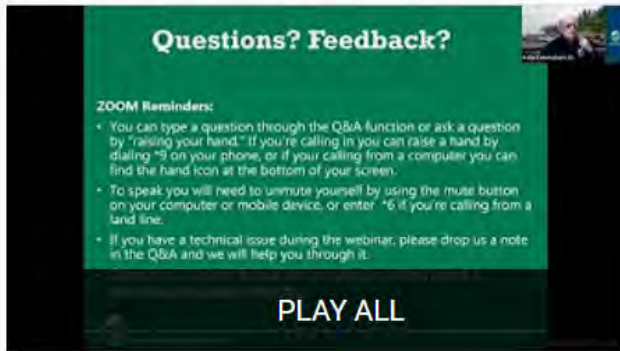 Questions? Feedback?
ZOOM Reminders:
• You can type a question through the Q&A function or ask a question
by "raising your hand." If you're calling in you can raise a hand by
dialing *9 on your phone, or if your calling from a computer you can
find the hand icon at the bottom of your screen.
• To speak you will need to unmute yourself by using the mute button
on your computer or mobile device, or enter *6 if you're calling from a
land line.
• If you have a technical issue during the webinar, please drop us a note
in the Q&A and we will help you through it.
PLAY ALL